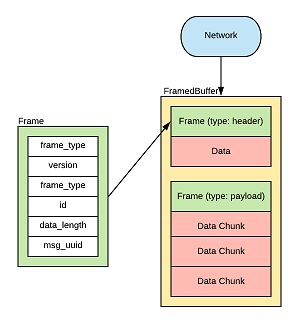 Network
FramedBuffer
Frame (type: header)
Data
Frame (type: payload)
Data Chunk
Data Chunk
Data Chunk
Frame
frame_type
version
frame_type
id
data_length
msg_uuid